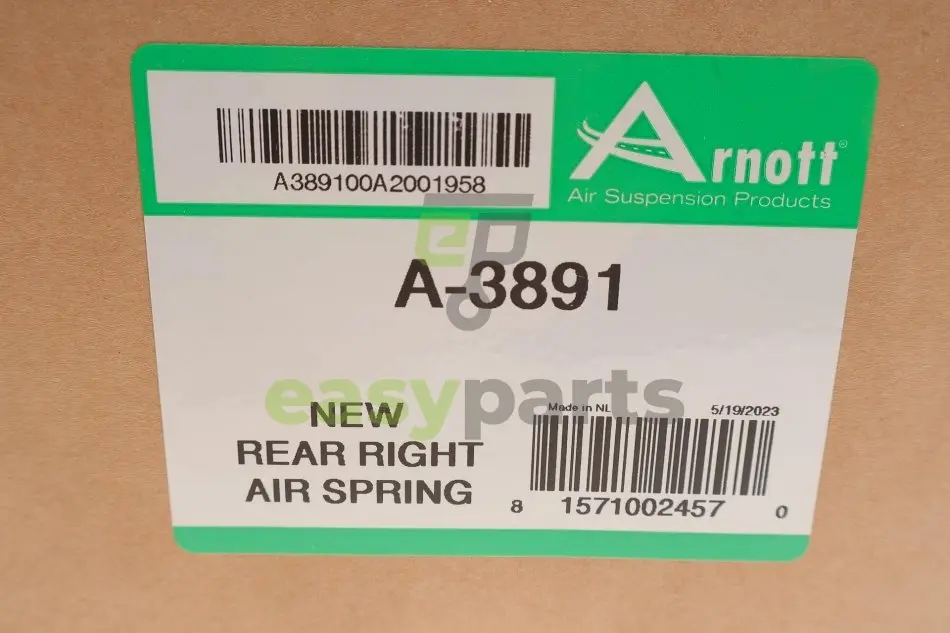 A389100A2001958
Arnott®
Air Suspension Products
ep
A-3891
easyparts
NEW
REAR RIGHT
AIR SPRING
Made in NL
5/19/2023
8 1571002457 0